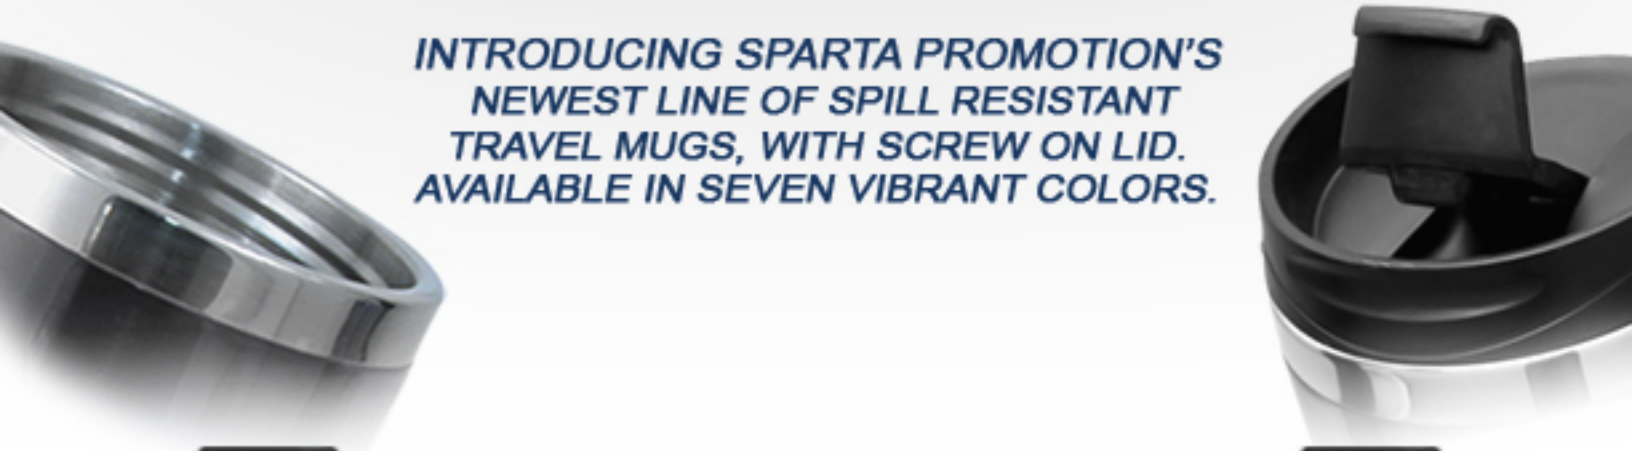 INTRODUCING SPARTA PROMOTION'S
NEWEST LINE OF SPILL RESISTANT
TRAVEL MUGS, WITH SCREW ON LID.
AVAILABLE IN SEVEN VIBRANT COLORS.